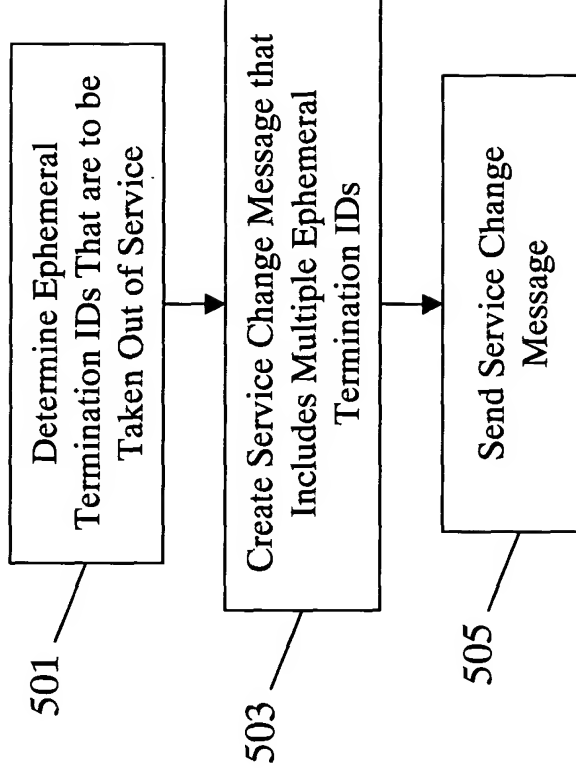 Determine Ephemeral
Termination IDs That are to be
Taken Out of Service
501
Create Service Change Message that
Includes Multiple Ephemeral
Termination IDs
503
Send Service Change
Message
505